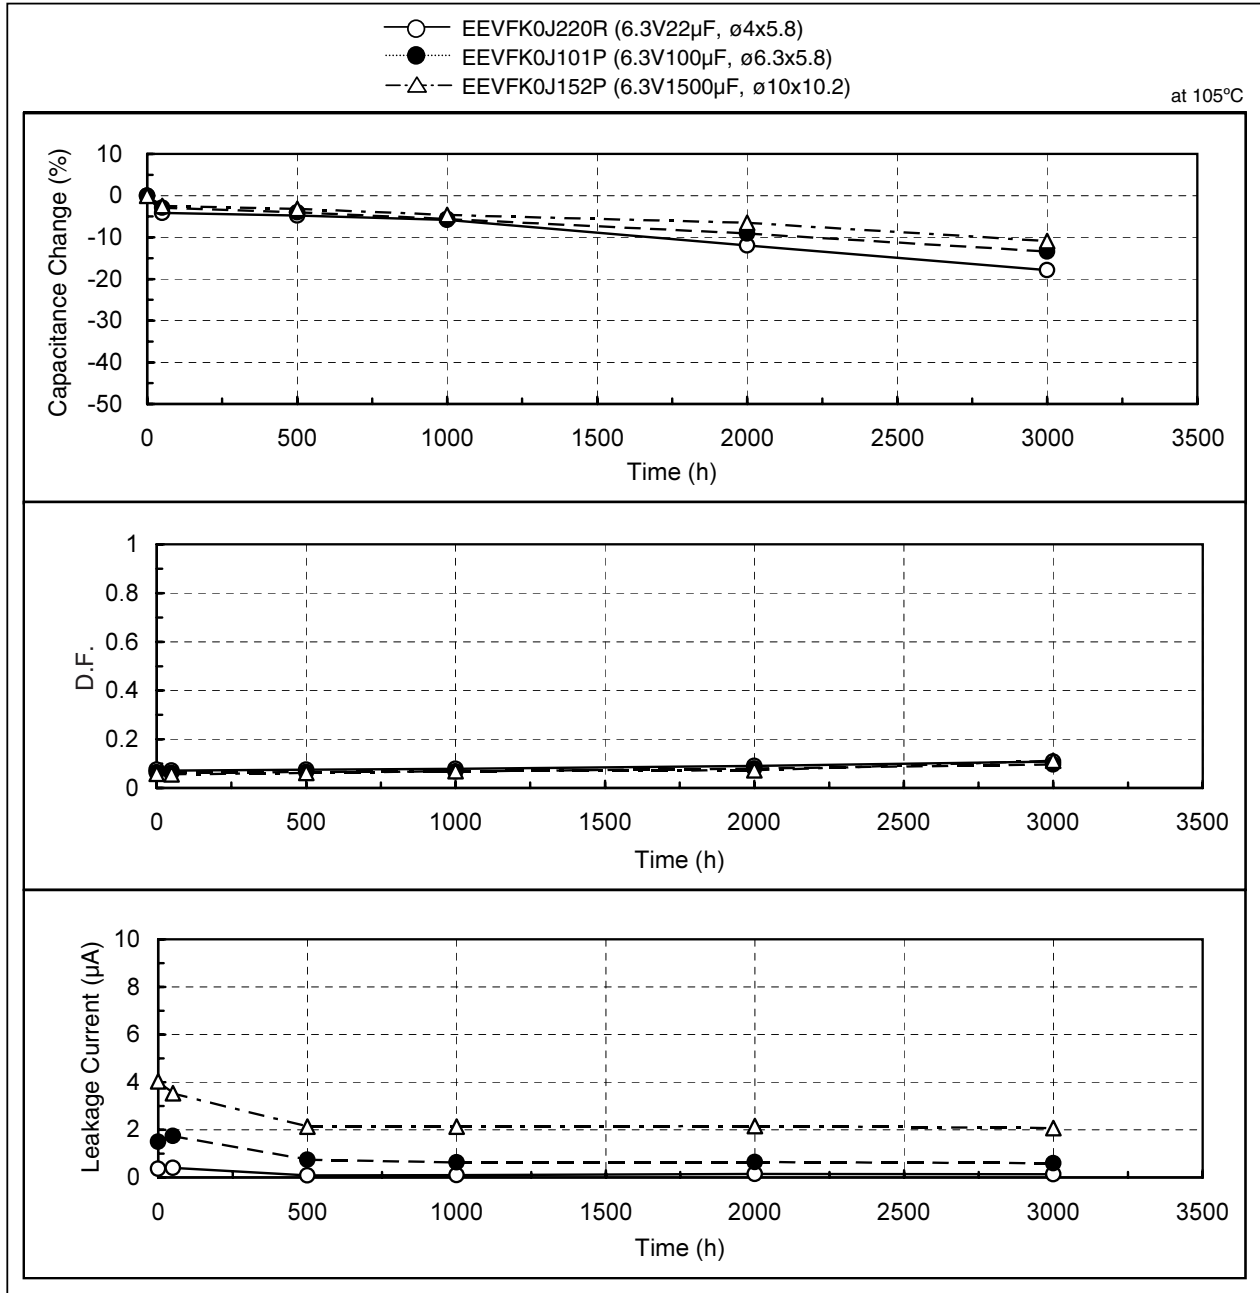 EEVFK0J220R (6.3V22µF, ø4x5.8)
EEVFK0J101P (6.3V100µF, ø6.3x5.8)
EEVFK0J152P (6.3V1500µF, ø10x10.2)
at 105ºC
Capacitance Change (%)
10
0
-10
-20
-30
-40
-50
0 500 1000 1500 2000 2500 3000 3500
Time (h)
D.F.
1
0.8
0.6
0.4
0.2
0
0 500 1000 1500 2000 2500 3000 3500
Time (h)
Leakage Current (µA)
10
8
6
4
2
0
0 500 1000 1500 2000 2500 3000 3500
Time (h)